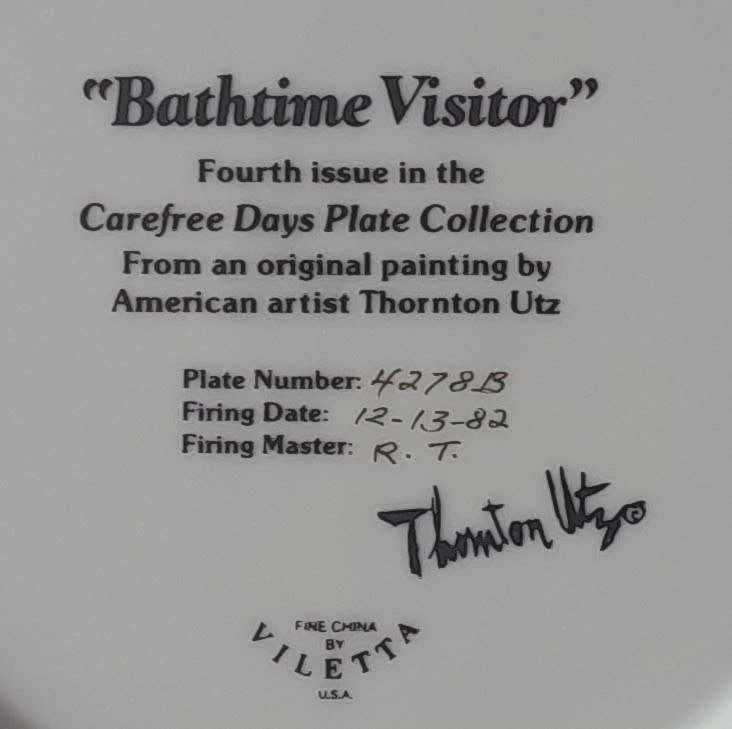 “Bathtime Visitor”
Fourth issue in the
Carefree Days Plate Collection
From an original painting by
American artist Thornton Utz
Plate Number: 4278B
Firing Date: 12-13-82
Firing Master: R. T.
Thornton Utz ©
FINE CHINA
BY
VILETTA
U.S.A.